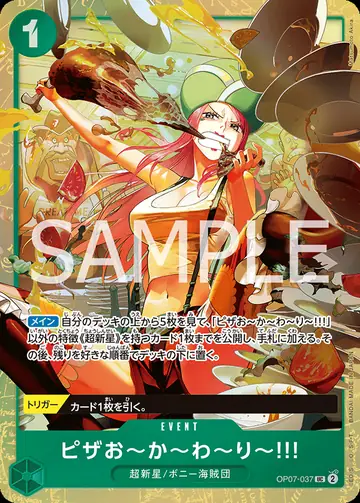 1
SAMPLE
メイン 自分のデッキの上から5枚を見て、「ピザお～か～わ～り～!!!」
以外の特徴《超新星》を持つカード1枚までを公開し、手札に加える。そ
の後、残りを好きな順番でデッキの下に置く。
トリガー カード1枚を引く。
EVENT
ピザお～か～わ～り～!!!
超新星/ボニー海賊団
OP07-037 UC 2